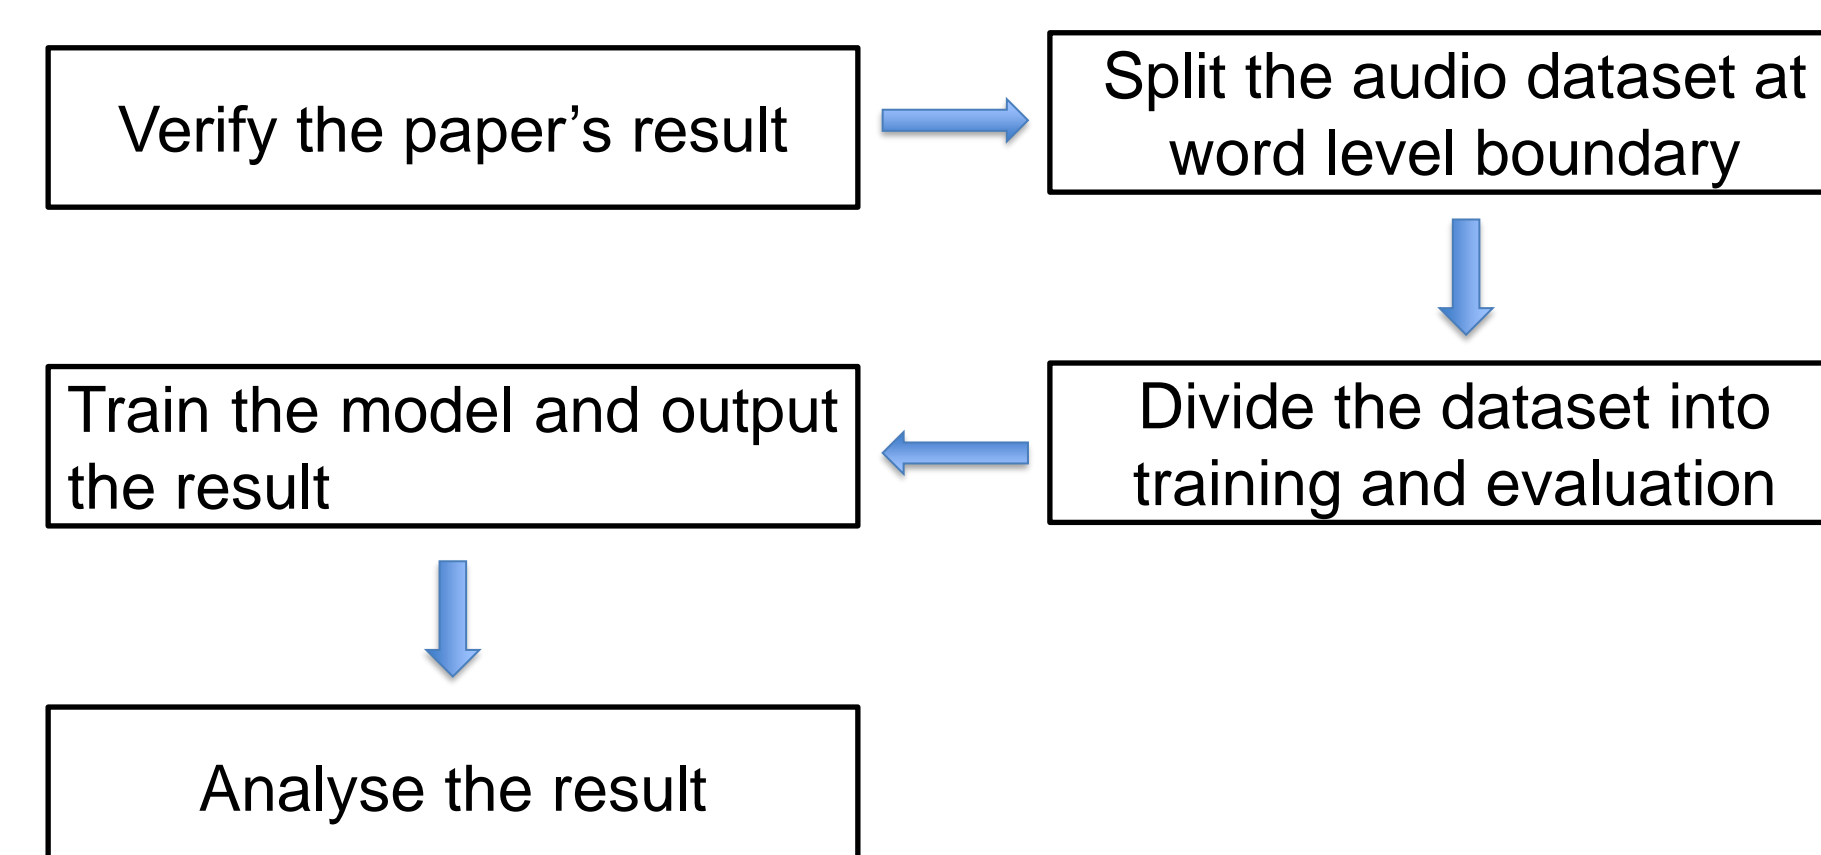 Verify the paper’s result
Split the audio dataset at
word level boundary
Divide the dataset into
training and evaluation
Train the model and output
the result
Analyse the result